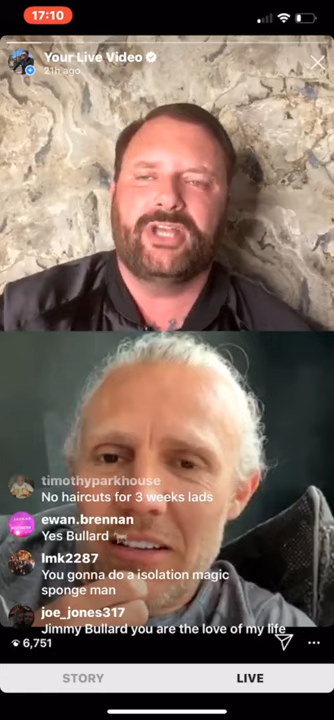 17:10
Your Live Video
21h ago
timothyparkhouse
No haircuts for 3 weeks lads
ewan.brennan
Yes Bullard 🐎
lmk2287
You gonna do a isolation magic
sponge man
joe_jones317
Jimmy Bullard you are the love of my life
6,751
STORY
LIVE